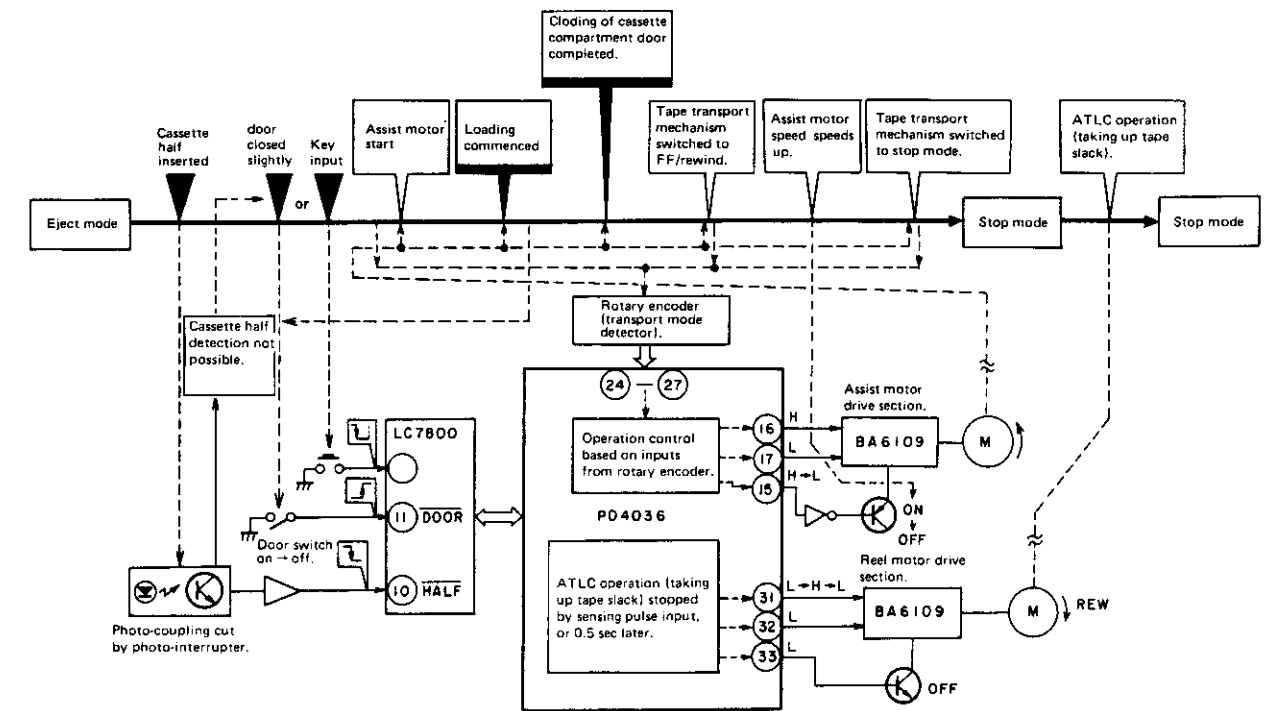 Cloding of cassette
compartment door
completed.
Cassette
half
inserted
door
closed
slightly
or
Key
input
Assist motor
start
Loading
commenced
Tape transport
mechanism
switched to
FF/rewind.
Assist motor
speed speeds
up.
Tape transport
mechanism switched
to stop mode.
ATLC operation
(taking up tape
slack).
Eject mode
Stop mode
Stop mode
Rotary encoder
(transport mode
detector).
Cassette half
detection not
possible.
24 — 27
Operation control
based on inputs
from rotary encoder.
16
H
17
L
15
H→L
Assist motor
drive section.
BA6109
M
ON
OFF
LC7800
11
DOOR
10
HALF
PD4036
Door switch
on → off.
Photo-coupling cut
by photo-interrupter.
ATLC operation (taking
up tape slack) stopped
by sensing pulse input,
or 0.5 sec later.
31
L→H→L
32
L
33
L
Reel motor drive
section.
BA6109
M
REW
OFF